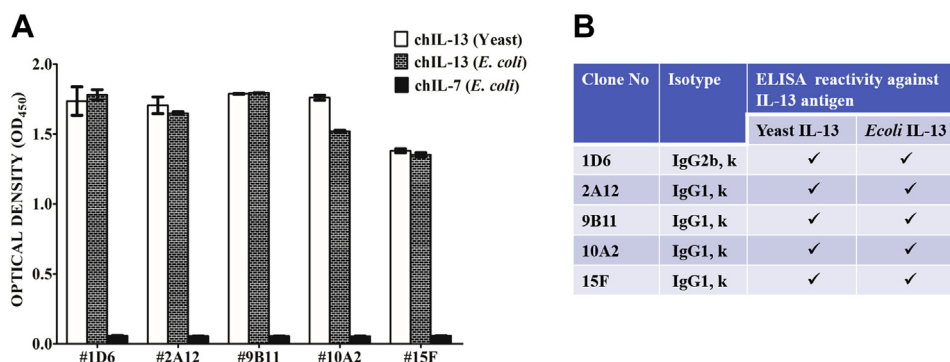 A
chIL-13 (Yeast)
chIL-13 (E. coli)
chIL-7 (E. coli)
OPTICAL DENSITY (OD450)
2.0
1.5
1.0
0.5
0.0
#1D6 #2A12 #9B11 #10A2 #15F
B
Clone No Isotype ELISA reactivity against
IL-13 antigen
Yeast IL-13 Ecoli IL-13
1D6 IgG2b, k ✓ ✓
2A12 IgG1, k ✓ ✓
9B11 IgG1, k ✓ ✓
10A2 IgG1, k ✓ ✓
15F IgG1, k ✓ ✓